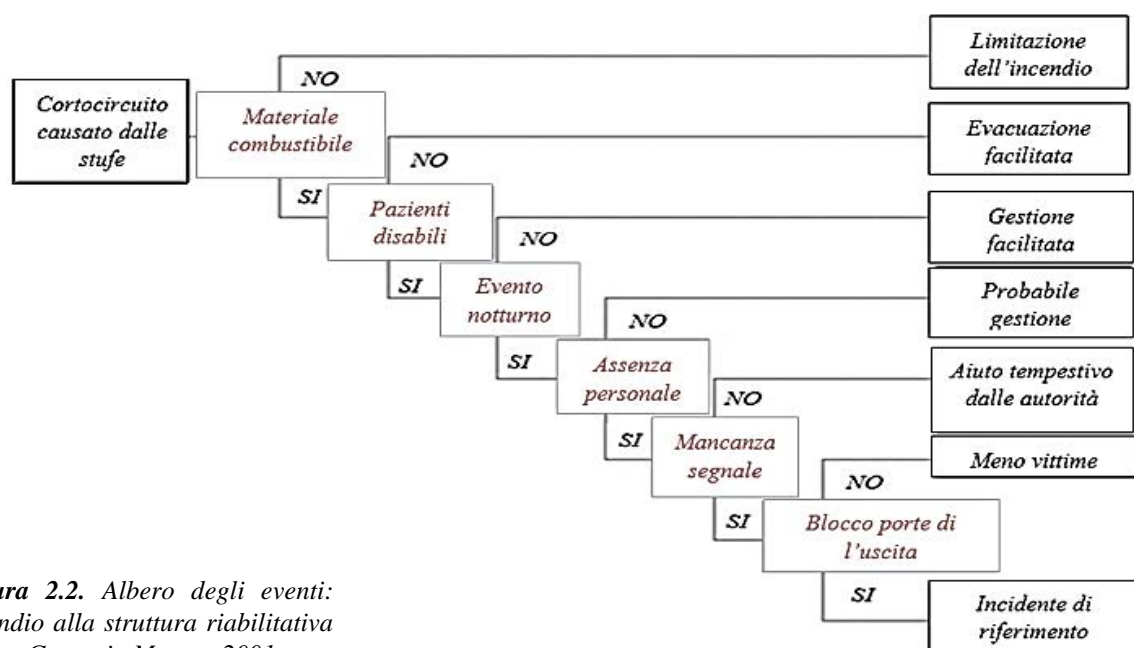 Limitazione
dell'incendio
NO
Cortocircuito
causato dalle
stufe
Materiale
combustibile
Evacuazione
facilitata
NO
SI
Pazienti
disabili
Gestione
facilitata
NO
SI
Evento
notturno
Probabile
gestione
NO
SI
Assenza
personale
Aiuto tempestivo
dalle autorità
NO
SI
Mancanza
segnale
Meno vittime
NO
SI
Blocco porte di
l'uscita
SI
Incidente di
riferimento
ura 2.2. Albero degli eventi:
ndio alla struttura riabilitativa
2001